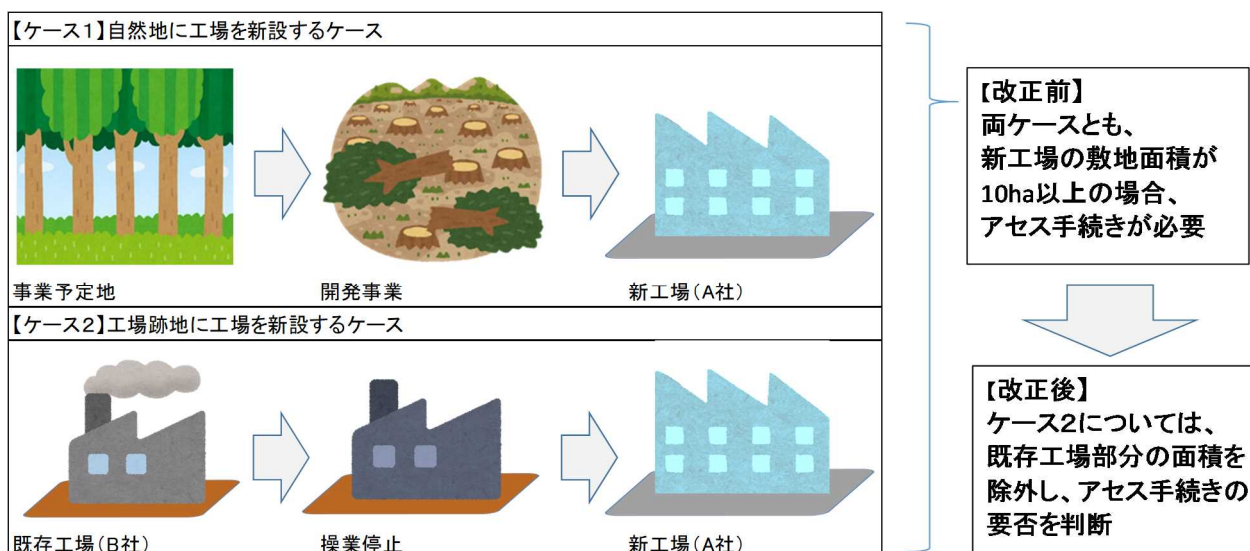 【ケース1】自然地に工場を新設するケース
事業予定地
開発事業
新工場(A社)
【ケース2】工場跡地に工場を新設するケース
既存工場(B社)
操業停止
新工場(A社)
【改正前】
両ケースとも、
新工場の敷地面積が
10ha以上の場合、
アセス手続きが必要
【改正後】
ケース2については、
既存工場部分の面積を
除外し、アセス手続きの
要否を判断